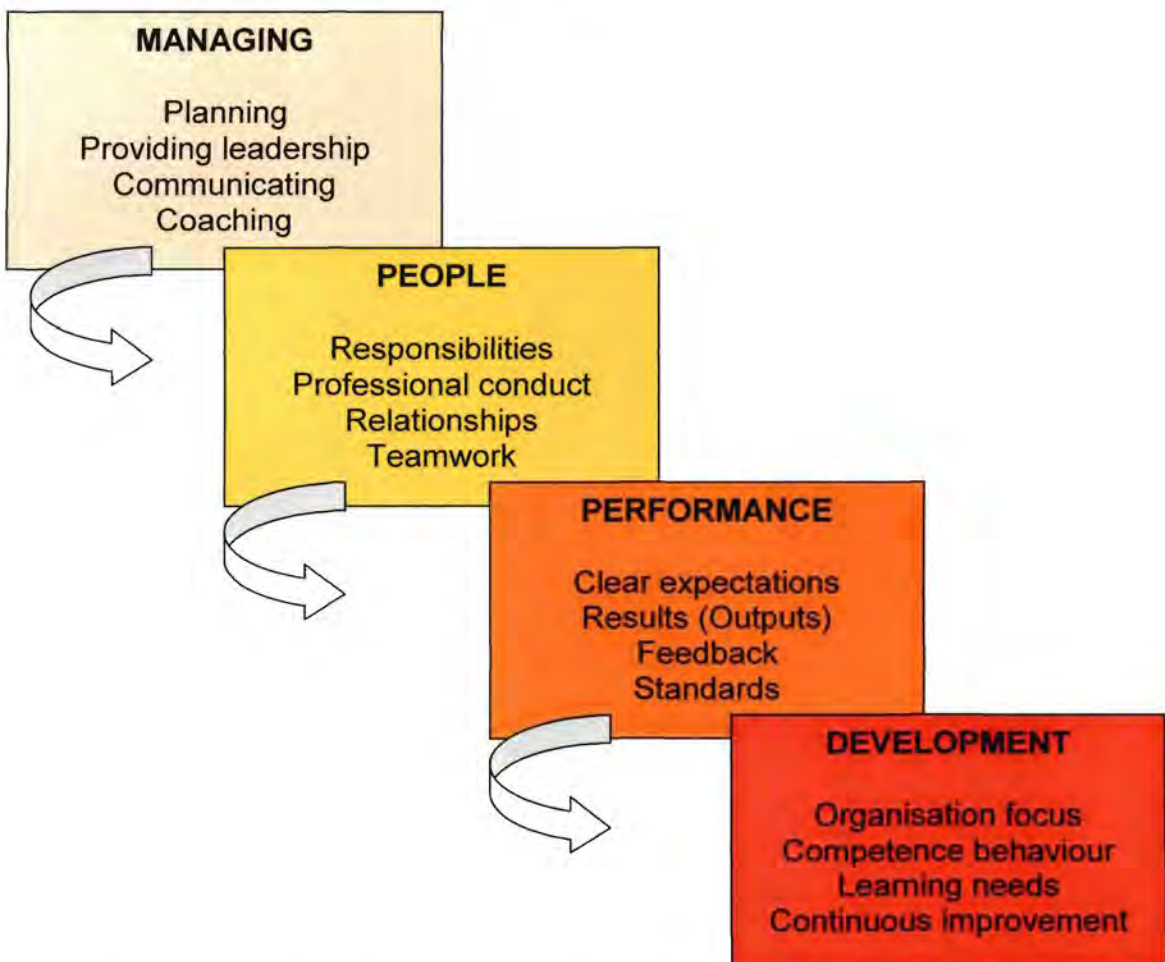 MANAGING
Planning
Providing leadership
Communicating
Coaching
PEOPLE
Responsibilities
Professional conduct
Relationships
Teamwork
PERFORMANCE
Clear expectations
Results (Outputs)
Feedback
Standards
DEVELOPMENT
Organisation focus
Competence behaviour
Learning needs
Continuous improvement